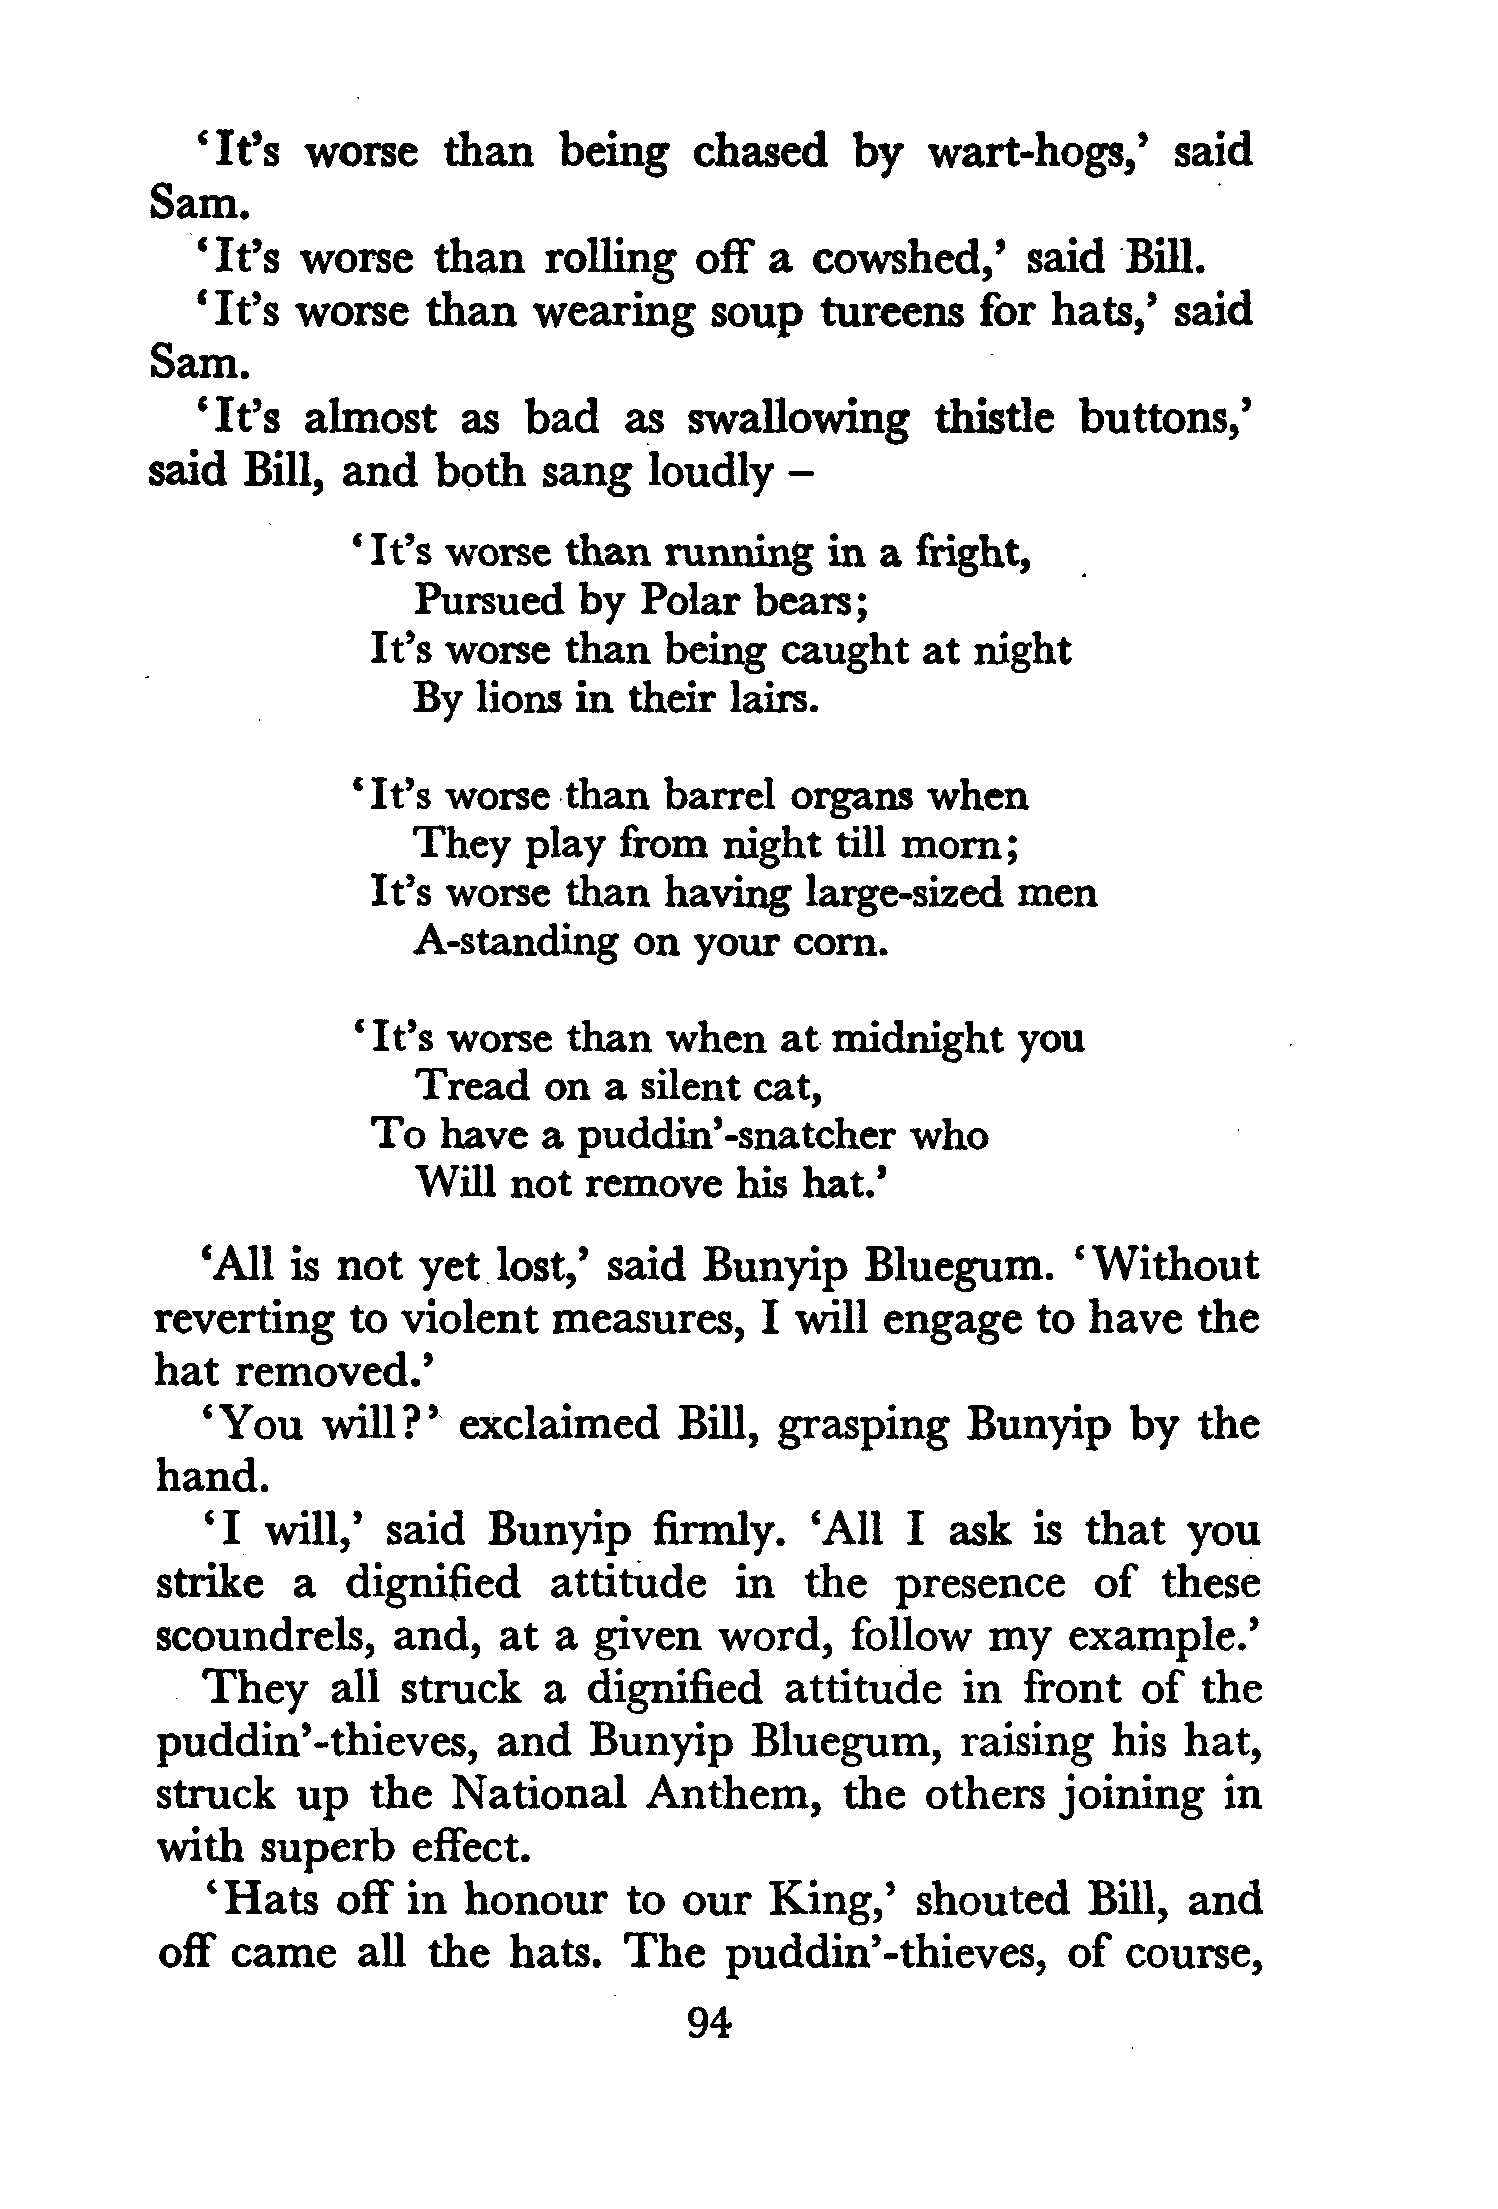 ‘It’s worse than being chased by wart-hogs,’ said
Sam.
‘It’s worse than rolling off a cowshed,’ said Bill.
‘It’s worse than wearing soup tureens for hats,’ said
Sam.
‘It’s almost as bad as swallowing thistle buttons,’
said Bill, and both sang loudly –
‘It’s worse than running in a fright,
Pursued by Polar bears;
It’s worse than being caught at night
By lions in their lairs.
‘It’s worse than barrel organs when
They play from night till morn;
It’s worse than having large-sized men
A-standing on your corn.
‘It’s worse than when at midnight you
Tread on a silent cat,
To have a puddin’-snatcher who
Will not remove his hat.’
‘All is not yet lost,’ said Bunyip Bluegum. ‘Without
reverting to violent measures, I will engage to have the
hat removed.’
‘You will?’ exclaimed Bill, grasping Bunyip by the
hand.
‘I will,’ said Bunyip firmly. ‘All I ask is that you
strike a dignified attitude in the presence of these
scoundrels, and, at a given word, follow my example.’
They all struck a dignified attitude in front of the
puddin’-thieves, and Bunyip Bluegum, raising his hat,
struck up the National Anthem, the others joining in
with superb effect.
‘Hats off in honour to our King,’ shouted Bill, and
off came all the hats. The puddin’-thieves, of course,
94